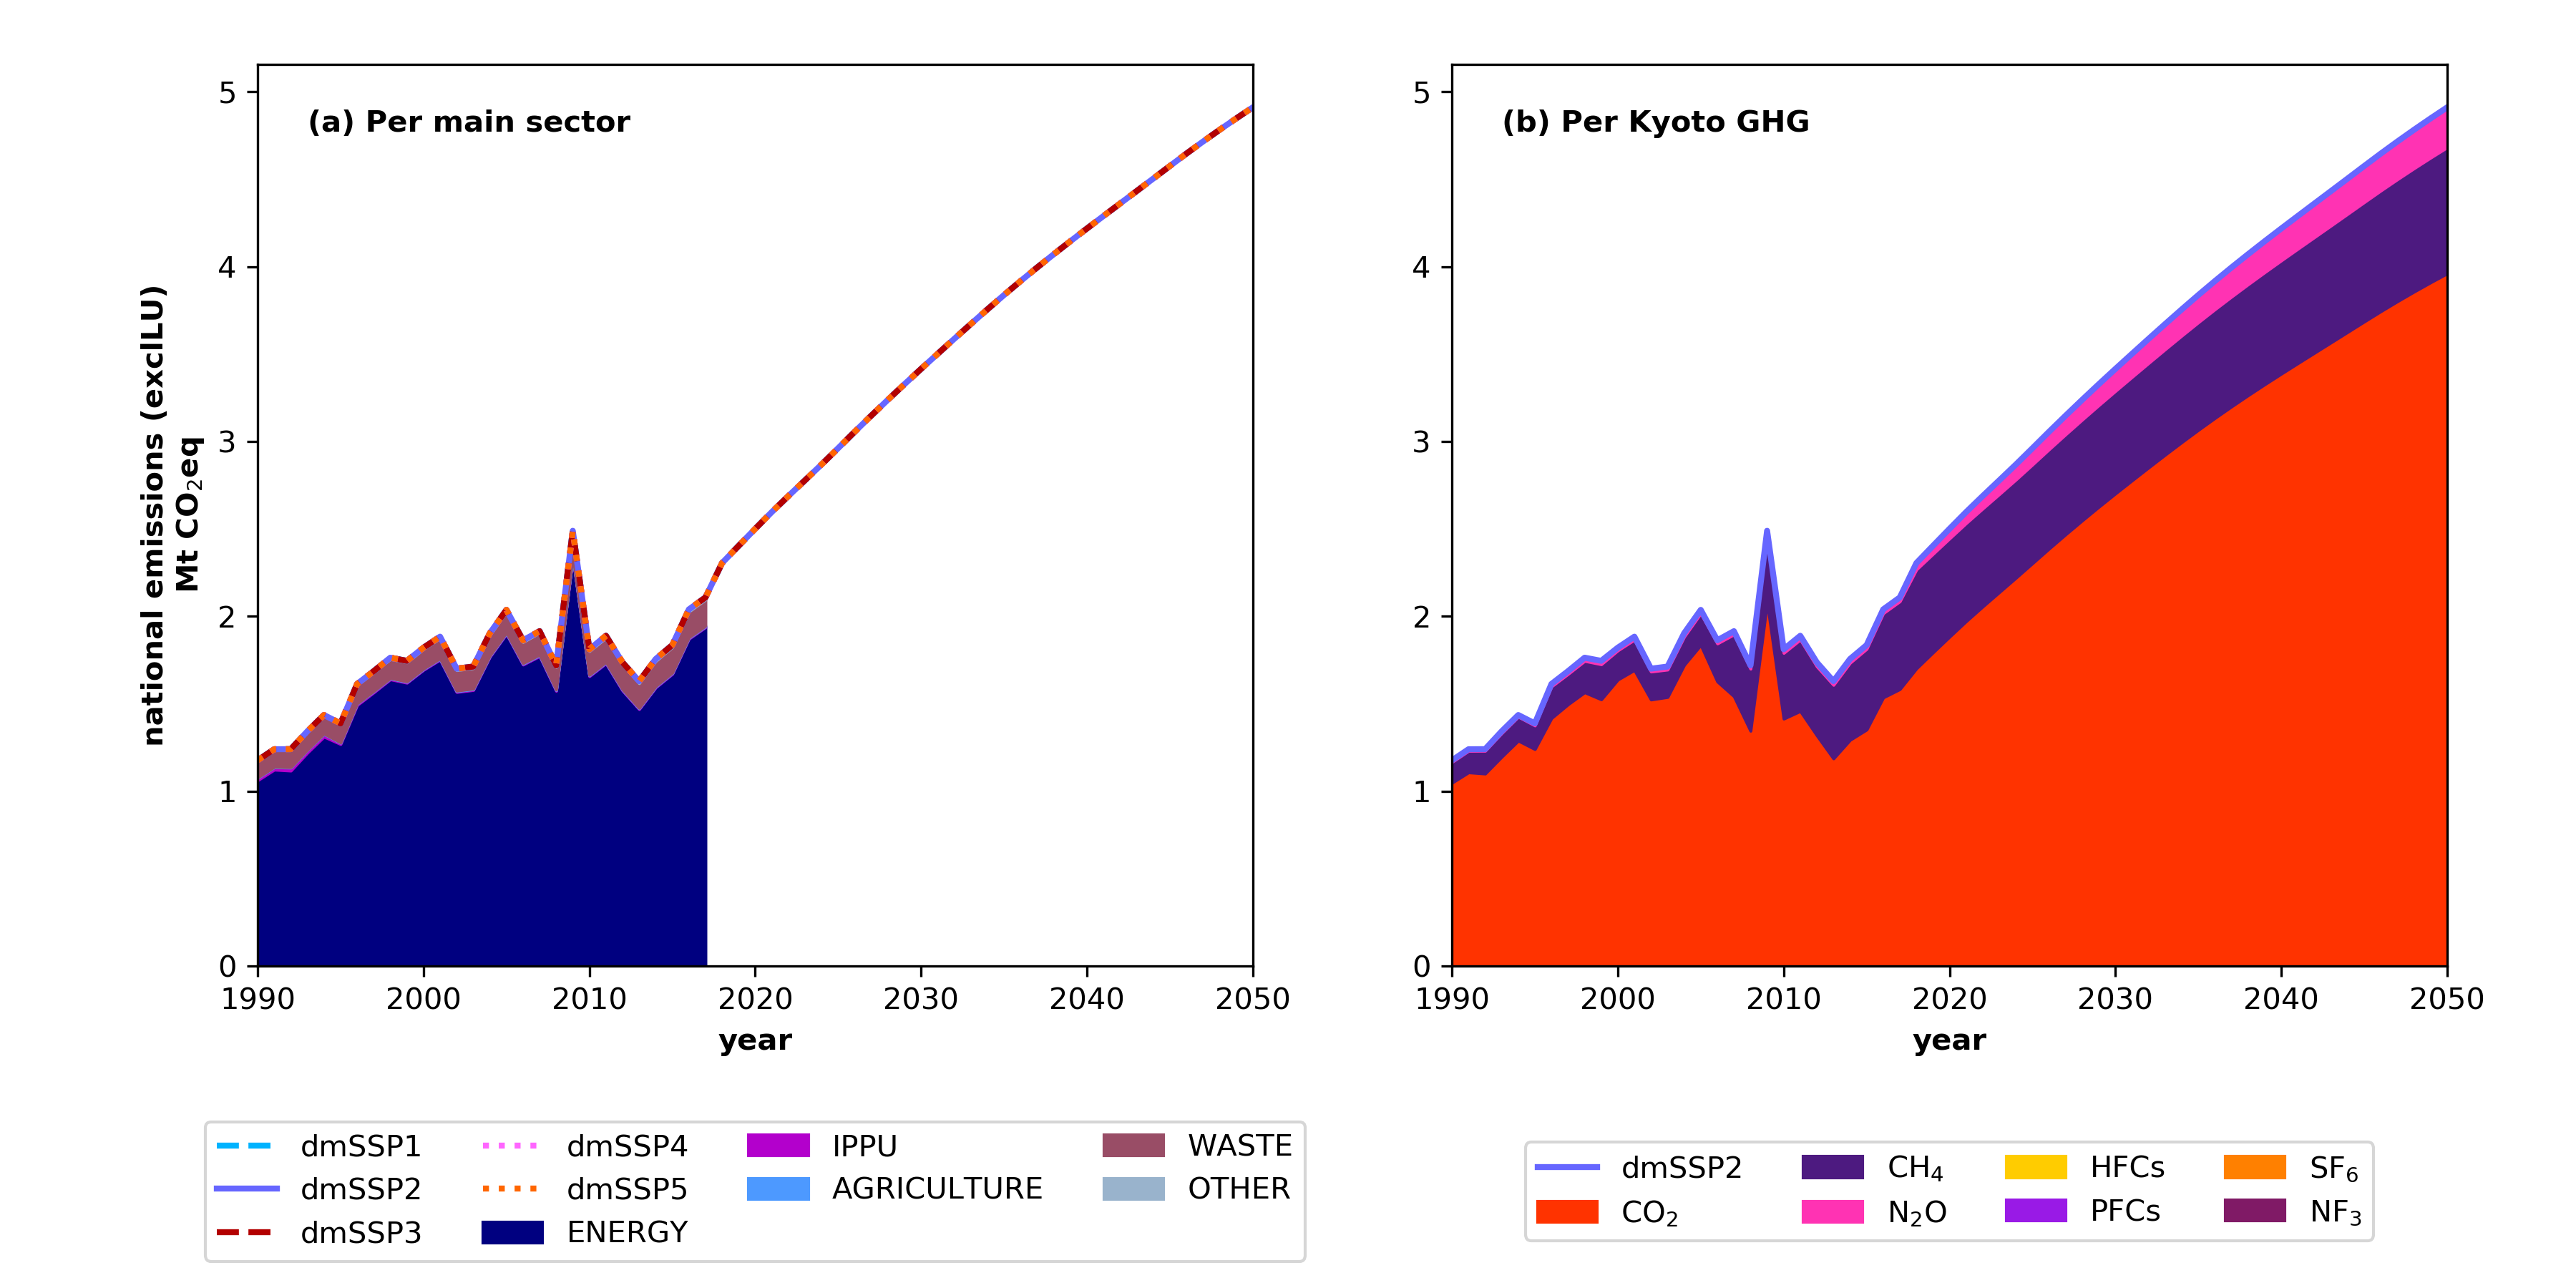 (a) Per main sector
national emissions (exclLU)
Mt CO₂eq
5
4
3
2
1
0
1990 2000 2010 2020 2030 2040 2050
year
dmSSP1 dmSSP4 IPPU WASTE
dmSSP2 dmSSP5 AGRICULTURE OTHER
dmSSP3 ENERGY
(b) Per Kyoto GHG
5
4
3
2
1
0
1990 2000 2010 2020 2030 2040 2050
year
dmSSP2 CH₄ HFCs SF₆
CO₂ N₂O PFCs NF₃